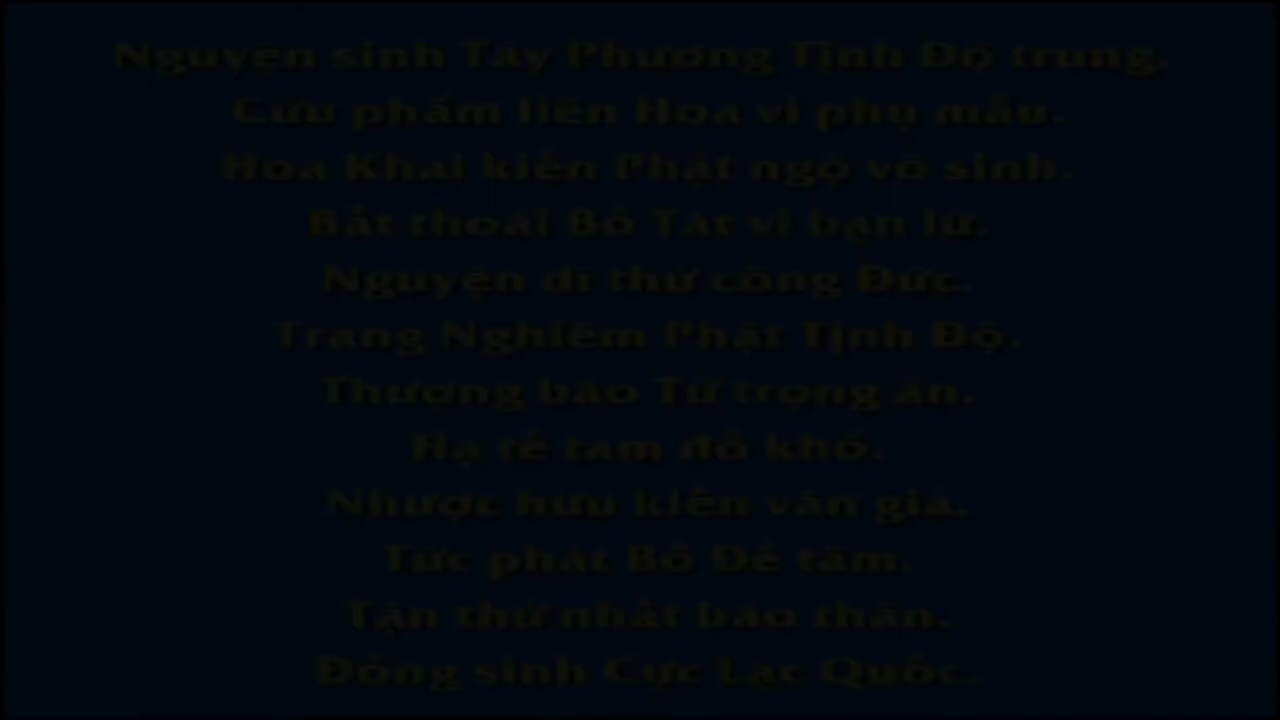 Nguyện sinh Tây Phương Tịnh Độ trung.
Cửu phẩm liên Hoa vi phụ mẫu.
Hoa Khai kiến Phật ngộ vô sinh.
Bất thoái Bồ Tát vi bạn lữ.
Nguyện dĩ thử công Đức.
Trang Nghiêm Phật Tịnh Độ.
Thượng báo Tứ trọng ân.
Hạ tế tam đồ khổ.
Nhược hữu kiến văn giả.
Tức phát Bồ Đề tâm.
Tận thử nhất báo thân.
Đồng sinh Cực Lạc Quốc.